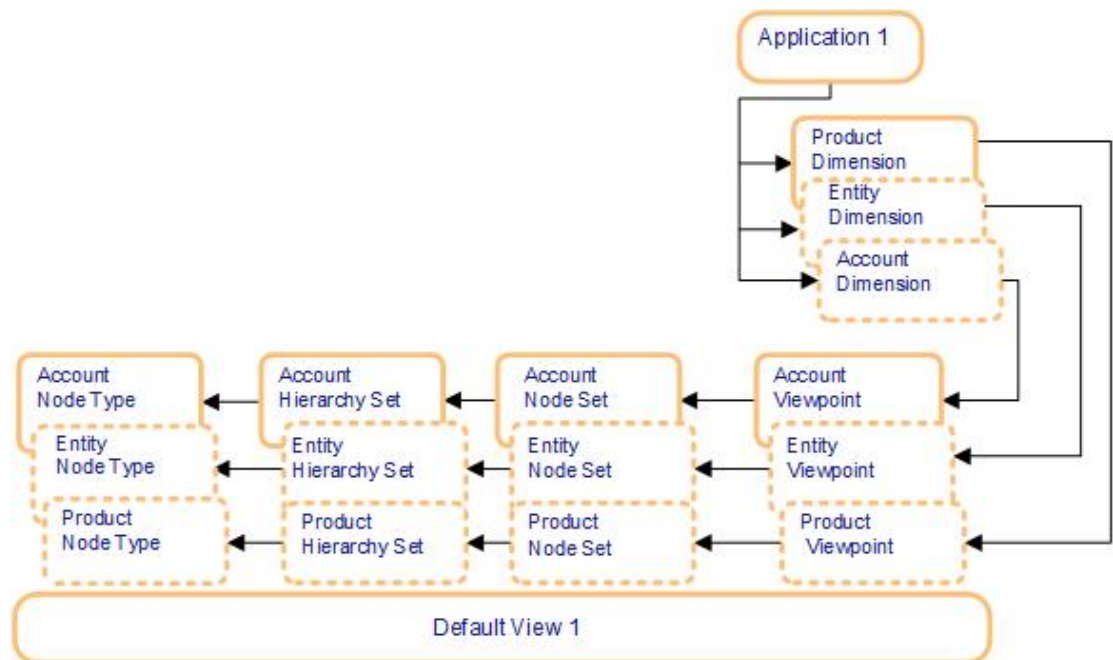 Application 1
Product
Dimension
Entity
Dimension
Account
Dimension
Account
Node Type
Account
Hierarchy Set
Account
Node Set
Account
Viewpoint
Entity
Node Type
Entity
Hierarchy Set
Entity
Node Set
Entity
Viewpoint
Product
Node Type
Product
Hierarchy Set
Product
Node Set
Product
Viewpoint
Default View 1